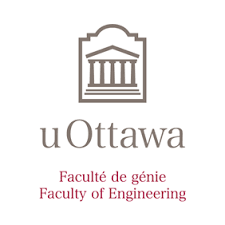 uOttawa
Faculté de génie
Faculty of Engineering